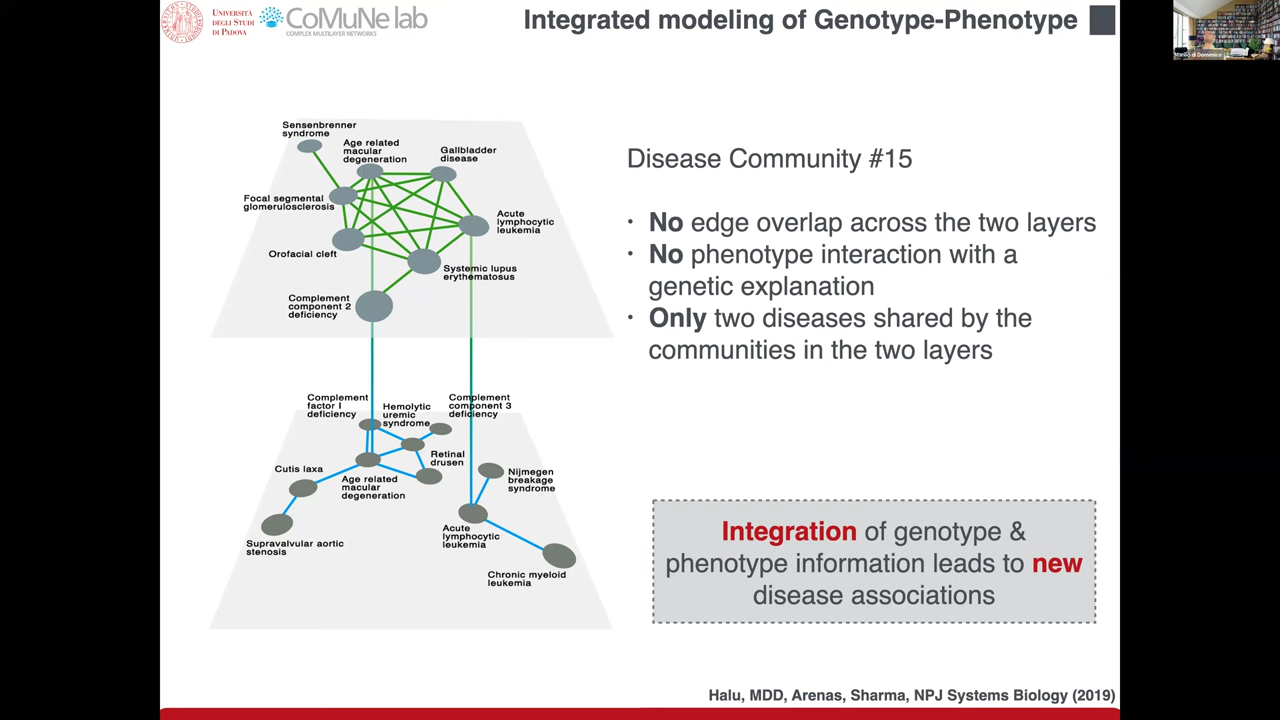 UNIVERSITÀ
DEGLI STUDI
DI PADOVA
CoMuNe lab
COMPLEX MULTILAYER NETWORKS
Integrated modeling of Genotype-Phenotype
Manlio De Domenico
Sensenbrenner
syndrome
Age related
macular
degeneration
Gallbladder
disease
Focal segmental
glomerulosclerosis
Acute
lymphocytic
leukemia
Orofacial cleft
Systemic lupus
erythematosus
Complement
component 2
deficiency
Complement
factor I
deficiency
Hemolytic
uremic
syndrome
Complement
component 3
deficiency
Cutis laxa
Retinal
drusen
Age related
macular
degeneration
Nijmegen
breakage
syndrome
Supravalvular aortic
stenosis
Acute
lymphocytic
leukemia
Chronic myeloid
leukemia
Disease Community #15
• No edge overlap across the two layers
• No phenotype interaction with a
genetic explanation
• Only two diseases shared by the
communities in the two layers
Integration of genotype &
phenotype information leads to new
disease associations
Halu, MDD, Arenas, Sharma, NPJ Systems Biology (2019)